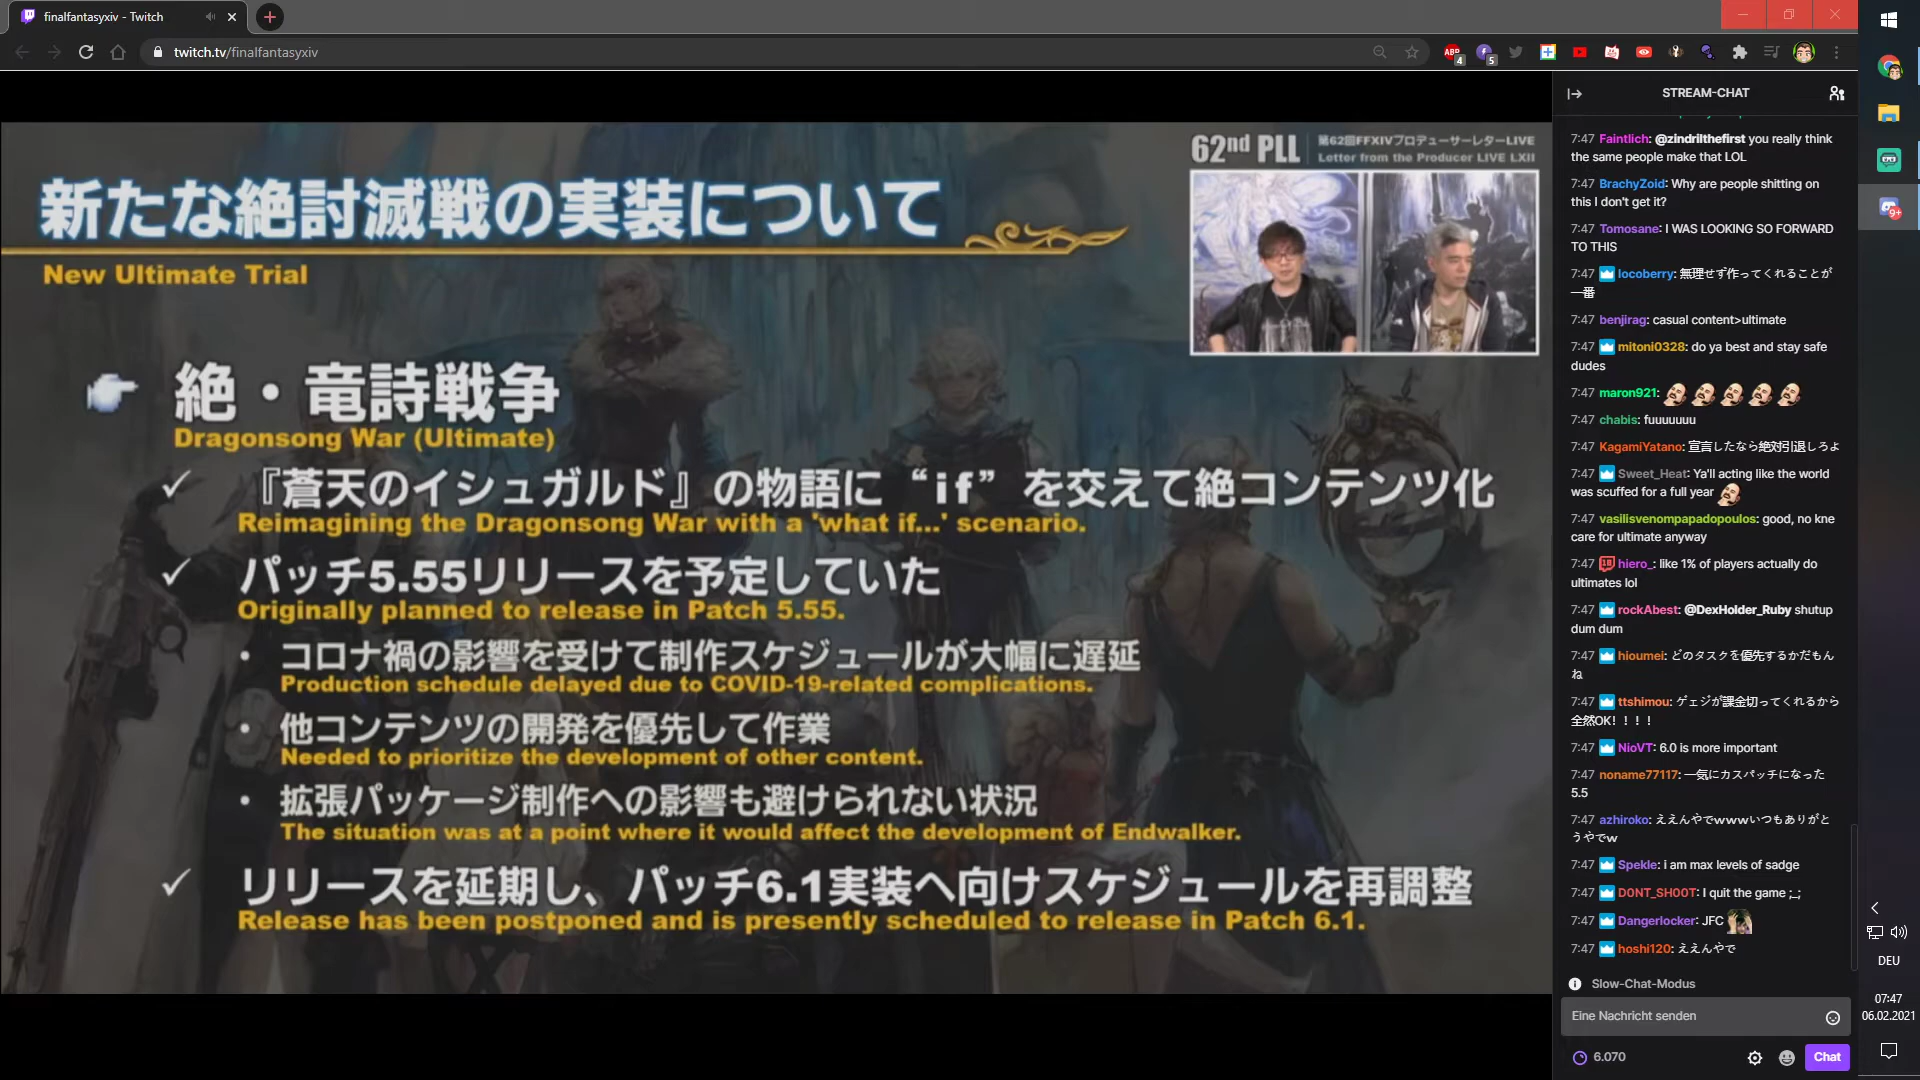 finalfantasyxiv - Twitch
twitch.tv/finalfantasyxiv
ABP
4
5
62nd PLL
第62回FFXIVプロデューサーレターLIVE
Letter from the Producer LIVE LXII
新たな絶討滅戦の実装について
New Ultimate Trial
絶・竜詩戦争
Dragonsong War (Ultimate)
『蒼天のイシュガルド』の物語に“if”を交えて絶コンテンツ化
Reimagining the Dragonsong War with a 'what if...' scenario.
パッチ5.55リリースを予定していた
Originally planned to release in Patch 5.55.
• コロナ禍の影響を受けて制作スケジュールが大幅に遅延
Production schedule delayed due to COVID-19-related complications.
• 他コンテンツの開発を優先して作業
Needed to prioritize the development of other content.
• 拡張パッケージ制作への影響も避けられない状況
The situation was at a point where it would affect the development of Endwalker.
リリースを延期し、パッチ6.1実装へ向けスケジュールを再調整
Release has been postponed and is presently scheduled to release in Patch 6.1.
STREAM-CHAT
7:47 Faintlich: @zindrilthefirst you really think
the same people make that LOL
7:47 BrachyZoid: Why are people shitting on
this I don't get it?
7:47 Tomosane: I WAS LOOKING SO FORWARD
TO THIS
7:47 locoberry: 無理せず作ってくれることが
一番
7:47 benjirag: casual content>ultimate
7:47 mitoni0328: do ya best and stay safe
dudes
7:47 maron921:
7:47 chabis: fuuuuuuu
7:47 KagamiYatano: 宣言したなら絶対引退しろよ
7:47 Sweet_Heat: Ya'll acting like the world
was scuffed for a full year
7:47 vasilisvenompapadopoulos: good, no kne
care for ultimate anyway
7:47 hiero_: like 1% of players actually do
ultimates lol
7:47 rockAbest: @DexHolder_Ruby shutup
dum dum
7:47 hioumei: どのタスクを優先するかだもん
ね
7:47 ttshimou: ゲェジが課金切ってくれるから
全然OK！！！！
7:47 NioVT: 6.0 is more important
7:47 noname77117: 一気にカスパッチになった
5.5
7:47 azhiroko: ええんやでwwwいつもありがと
うやでw
7:47 Spekle: i am max levels of sadge
7:47 D0NT_SH00T: I quit the game ;_;
7:47 Dangerlocker: JFC
7:47 hoshi120: ええんやで
Slow-Chat-Modus
Eine Nachricht senden
6.070
Chat
9+
DEU
07:47
06.02.2021